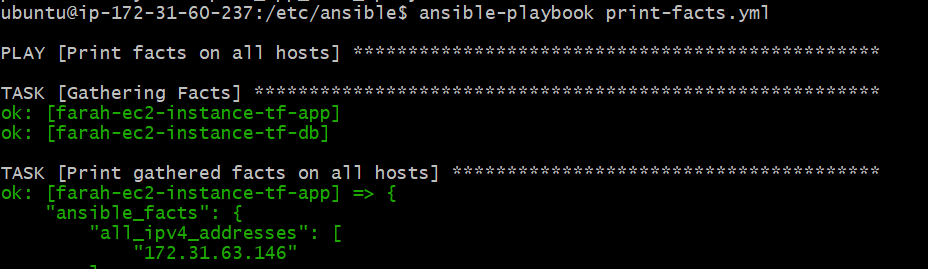 ubuntu@ip-172-31-60-237:/etc/ansible$ ansible-playbook print-facts.yml
PLAY [Print facts on all hosts] ************************************************
TASK [Gathering Facts] *********************************************************
ok: [farah-ec2-instance-tf-app]
ok: [farah-ec2-instance-tf-db]
TASK [Print gathered facts on all hosts] ***************************************
ok: [farah-ec2-instance-tf-app] => {
    "ansible_facts": {
        "all_ipv4_addresses": [
            "172.31.63.146"